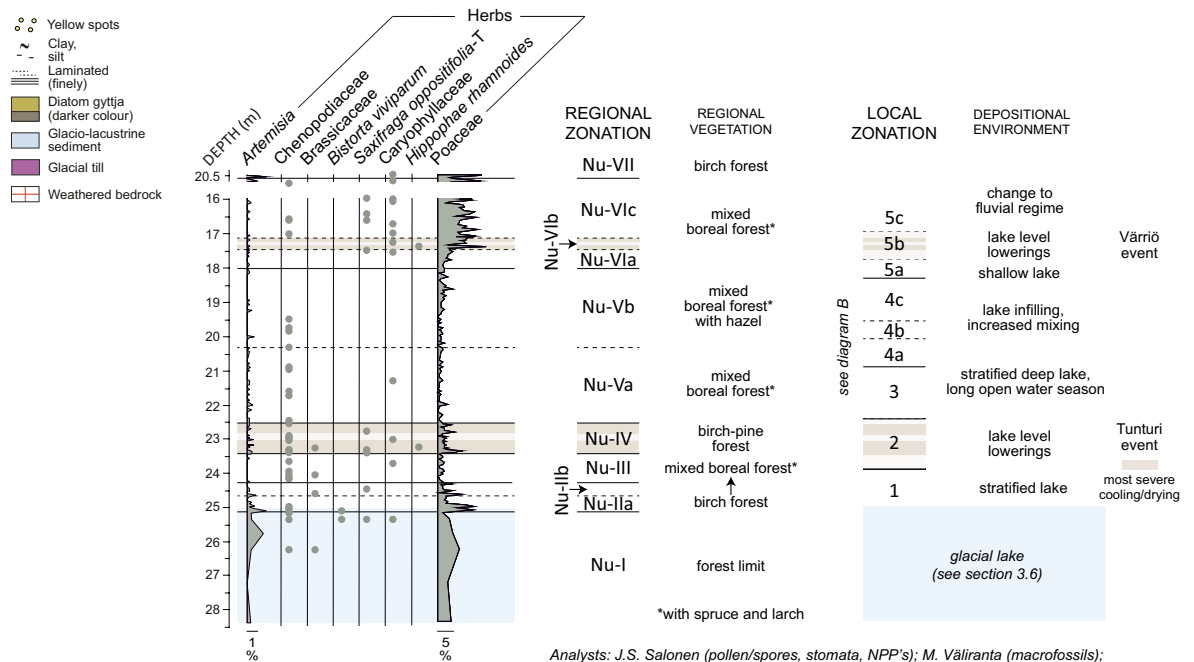 Yellow spots
Clay,
silt
Laminated
(finely)
Diatom gyttja
(darker colour)
Glacio-lacustrine
sediment
Glacial till
Weathered bedrock
Herbs
DEPTH (m)
Artemisia
Chenopodiaceae
Brassicaceae
Bistorta viviparum
Saxifraga oppositifolia-T
Caryophyllaceae
Hippophae rhamnoides
Poaceae
20.5
16
17
18
19
20
21
22
23
24
25
26
27
28
1
%
5
%
REGIONAL
ZONATION
Nu-VII
Nu-VIc
Nu-VIb
Nu-VIa
Nu-Vb
Nu-Va
Nu-IV
Nu-III
Nu-IIb
Nu-IIa
Nu-I
REGIONAL
VEGETATION
birch forest
mixed
boreal forest*
mixed
boreal forest*
with hazel
mixed
boreal forest*
birch-pine
forest
mixed boreal forest*
birch forest
forest limit
*with spruce and larch
see diagram B
LOCAL
ZONATION
5c
5b
5a
4c
4b
4a
3
2
1
DEPOSITIONAL
ENVIRONMENT
change to
fluvial regime
lake level
lowerings
shallow lake
lake infilling,
increased mixing
stratified deep lake,
long open water season
lake level
lowerings
stratified lake
glacial lake
(see section 3.6)
Värriö
event
Tunturi
event
most severe
cooling/drying
Analysts: J.S. Salonen (pollen/spores, stomata, NPP's); M. Väliranta (macrofossils);